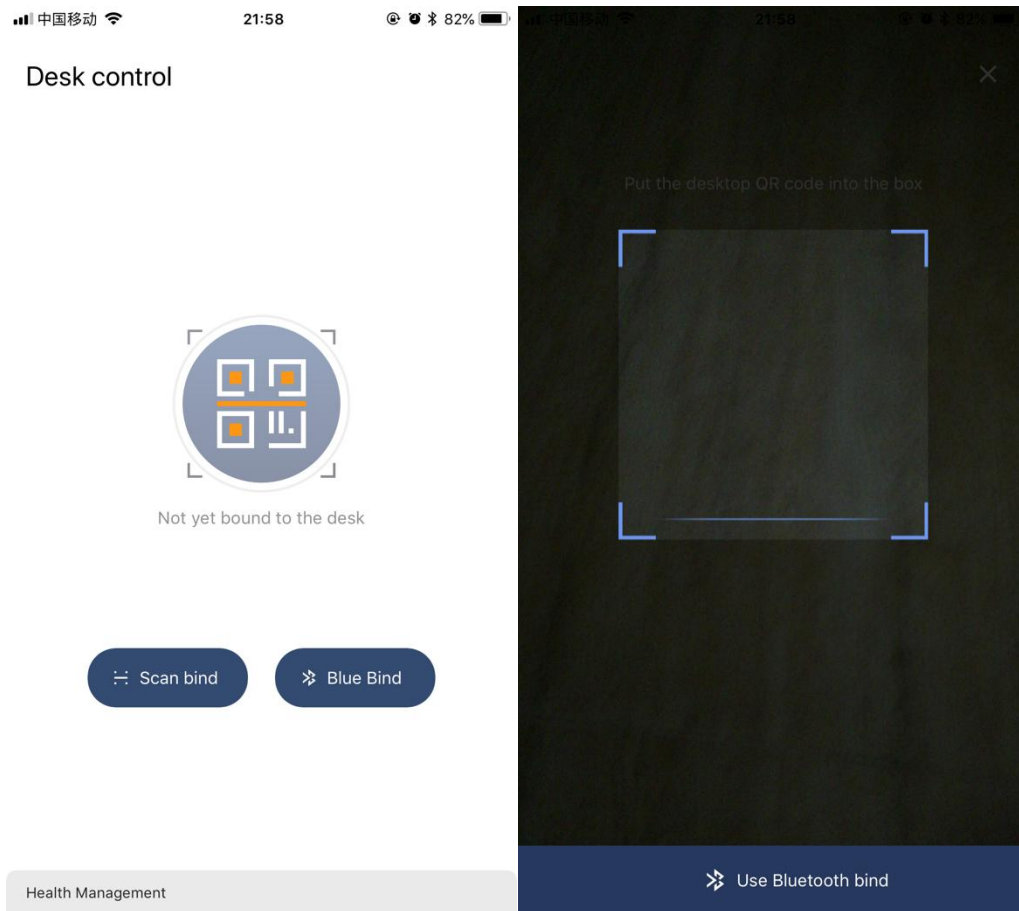 中国移动
21:58
82%
Desk control
Not yet bound to the desk
Scan bind
Blue Bind
Health Management
中国移动
21:58
82%
Put the desktop QR code into the box
Use Bluetooth bind